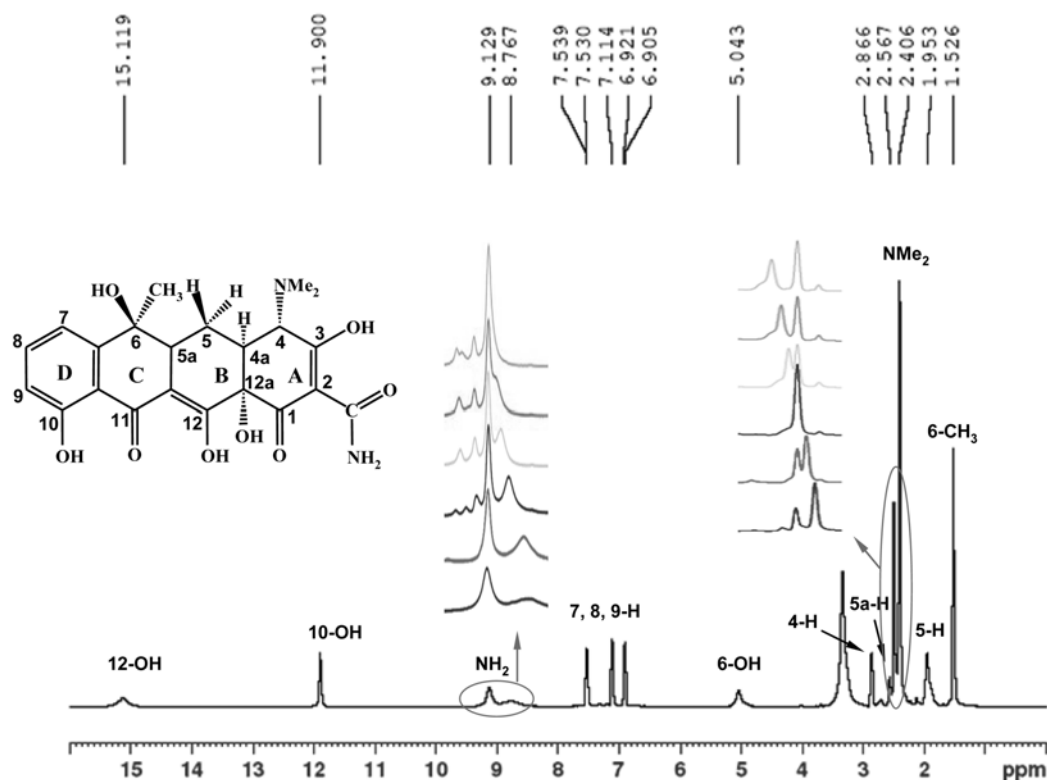 15.119
11.900
9.129
8.767
7.539
7.530
7.114
6.921
6.905
5.043
2.866
2.567
2.406
1.953
1.526
NMe2
H H NMe2
HO CH3
7 H
8 6 5 4 3 OH
5a 4a
D C B 12a A 2 O
9
10 11 12 1 C
OH
OH O OH O NH2
6-CH3
7, 8, 9-H
5a-H
4-H 5-H
10-OH
12-OH NH2 6-OH
15 14 13 12 11 10 9 8 7 6 5 4 3 2 ppm